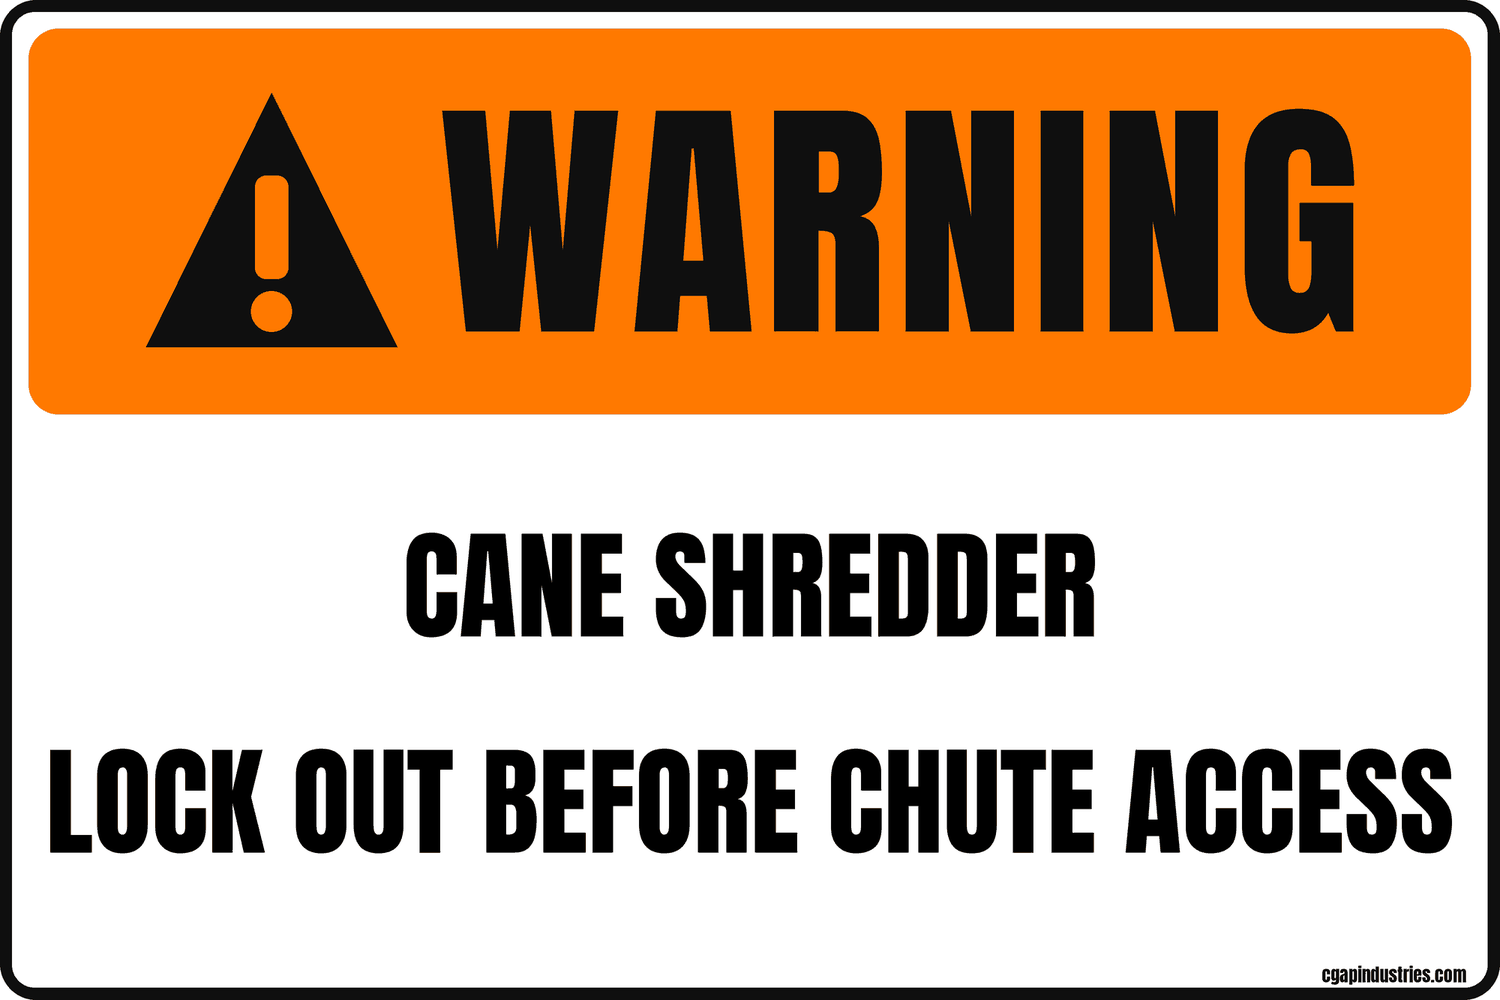 WARNING
CANE SHREDDER
LOCK OUT BEFORE CHUTE ACCESS
cgapindustries.com